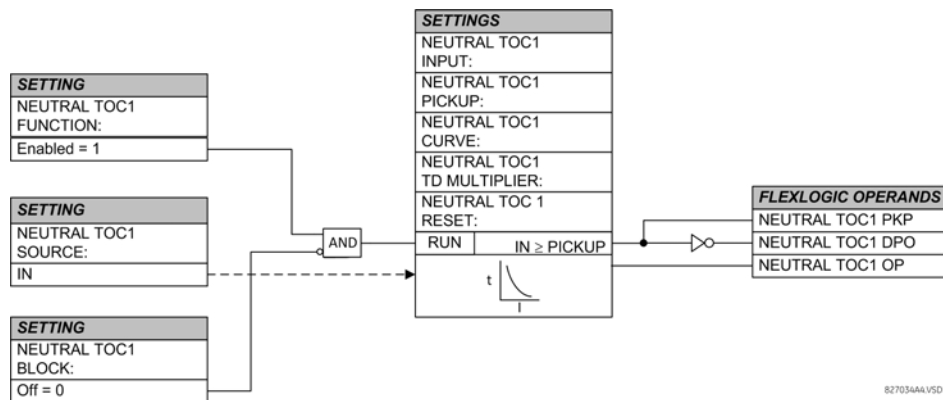 SETTING
NEUTRAL TOC1
FUNCTION:
Enabled = 1
SETTING
NEUTRAL TOC1
SOURCE:
IN
SETTING
NEUTRAL TOC1
BLOCK:
Off = 0
AND
SETTINGS
NEUTRAL TOC1
INPUT:
NEUTRAL TOC1
PICKUP:
NEUTRAL TOC1
CURVE:
NEUTRAL TOC1
TD MULTIPLIER:
NEUTRAL TOC 1
RESET:
RUN IN ≥ PICKUP
t
I
FLEXLOGIC OPERANDS
NEUTRAL TOC1 PKP
NEUTRAL TOC1 DPO
NEUTRAL TOC1 OP
827034A4.VSD